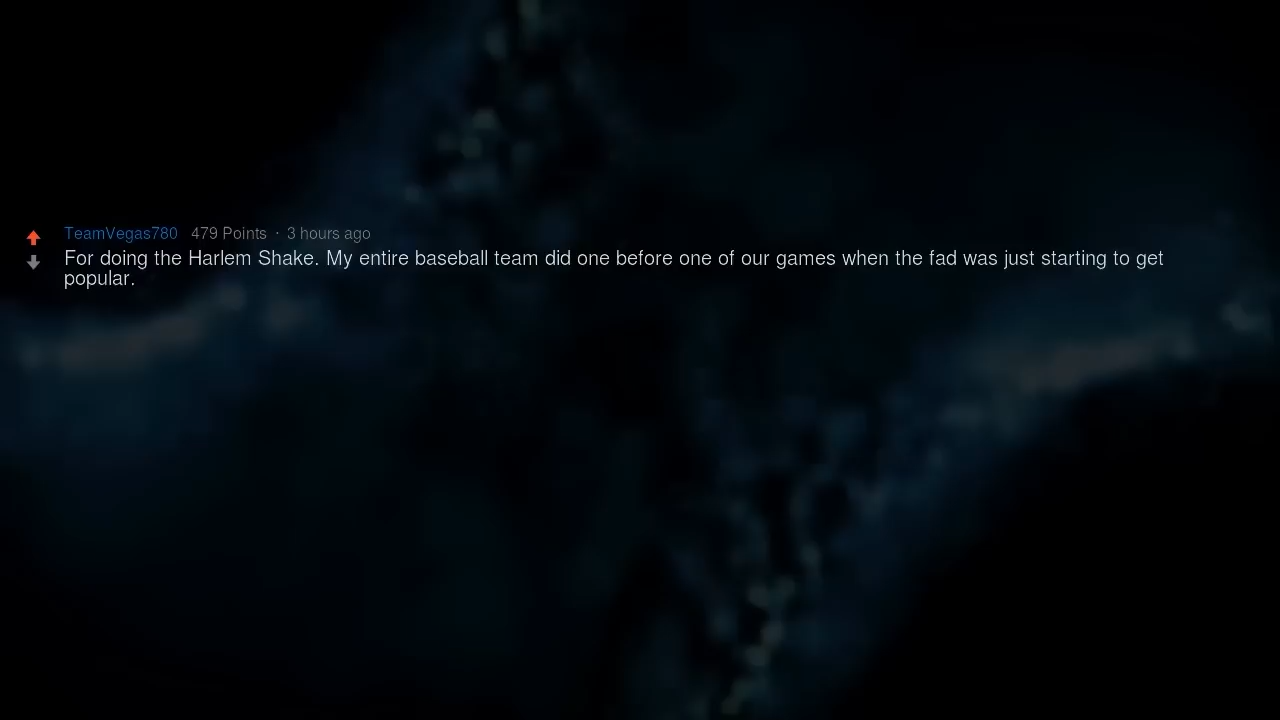 TeamVegas780 479 Points · 3 hours ago
For doing the Harlem Shake. My entire baseball team did one before one of our games when the fad was just starting to get
popular.